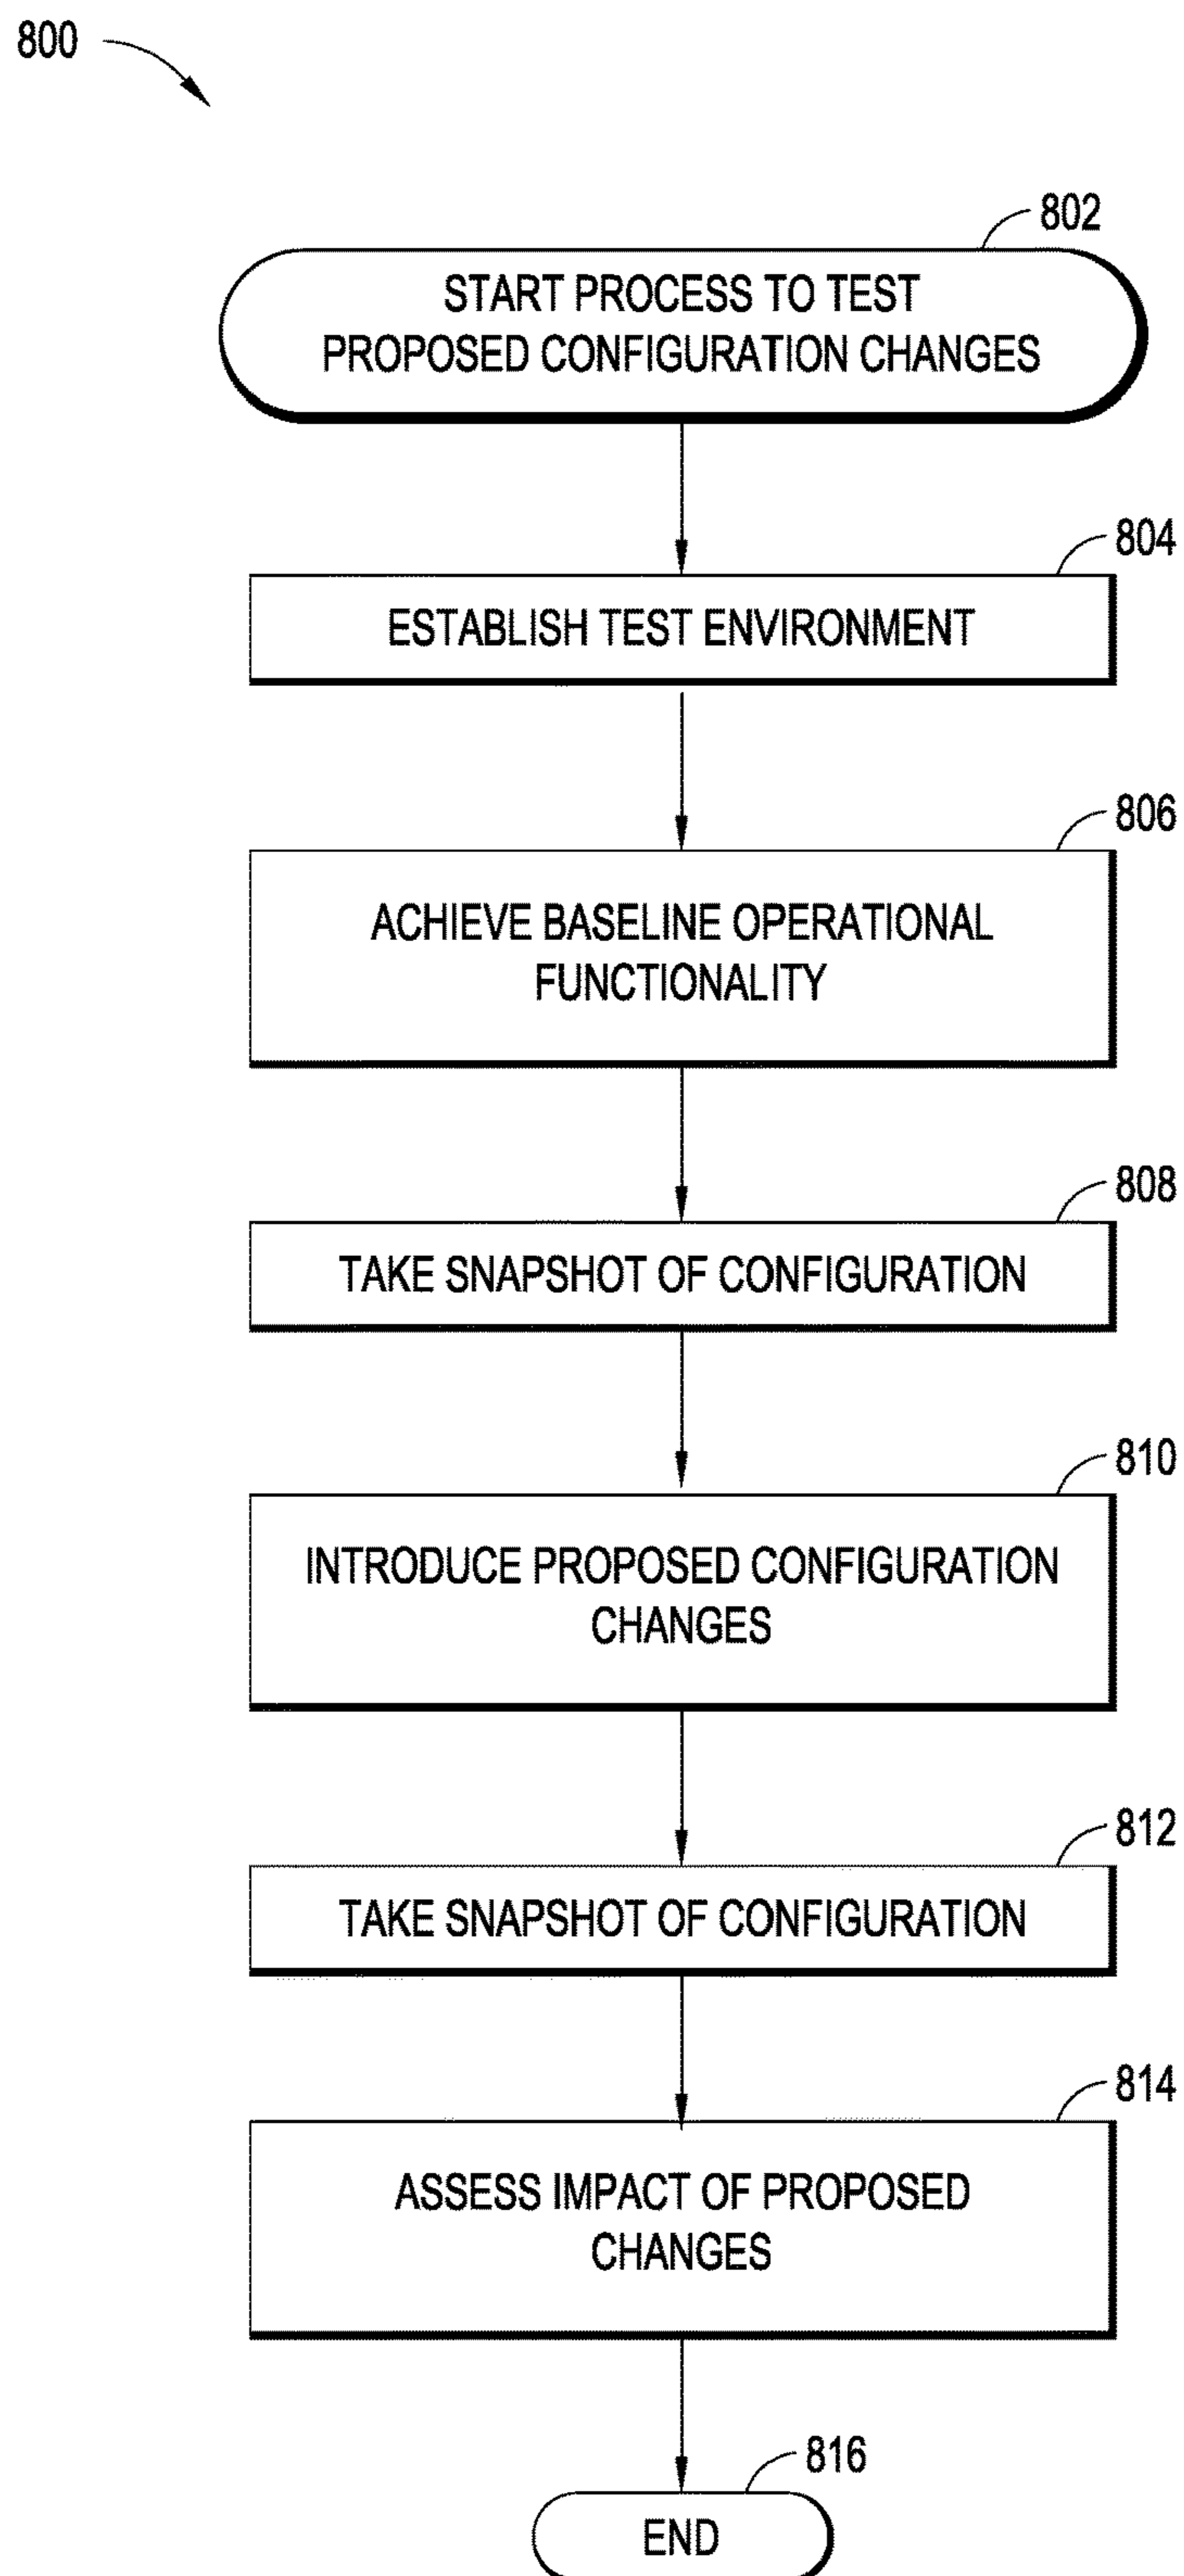 800
802
START PROCESS TO TEST
PROPOSED CONFIGURATION CHANGES
804
ESTABLISH TEST ENVIRONMENT
806
ACHIEVE BASELINE OPERATIONAL
FUNCTIONALITY
808
TAKE SNAPSHOT OF CONFIGURATION
810
INTRODUCE PROPOSED CONFIGURATION
CHANGES
812
TAKE SNAPSHOT OF CONFIGURATION
814
ASSESS IMPACT OF PROPOSED
CHANGES
816
END